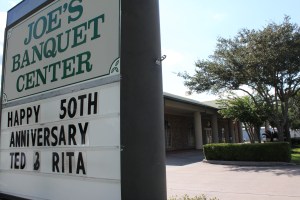 JOE'S
BANQUET
CENTER
HAPPY 50TH
ANNIVERSARY
TED & RITA